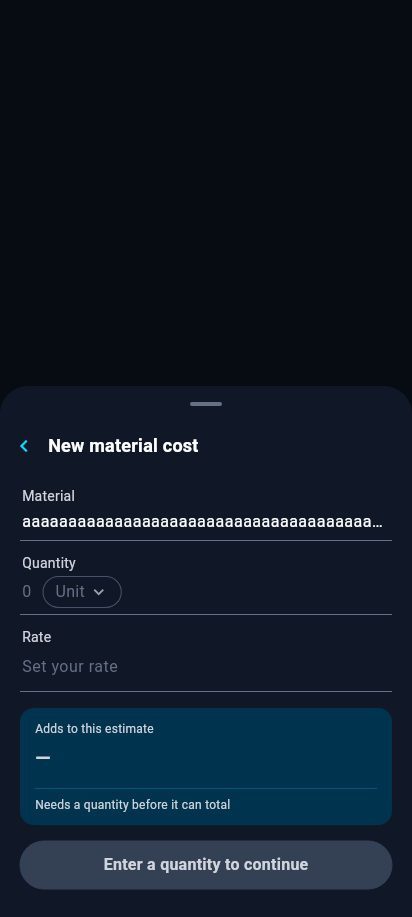 New material cost
Material
aaaaaaaaaaaaaaaaaaaaaaaaaaaaaaaaaaaaaa…
Quantity
0 Unit
Rate
Set your rate
Adds to this estimate
—
Needs a quantity before it can total
Enter a quantity to continue